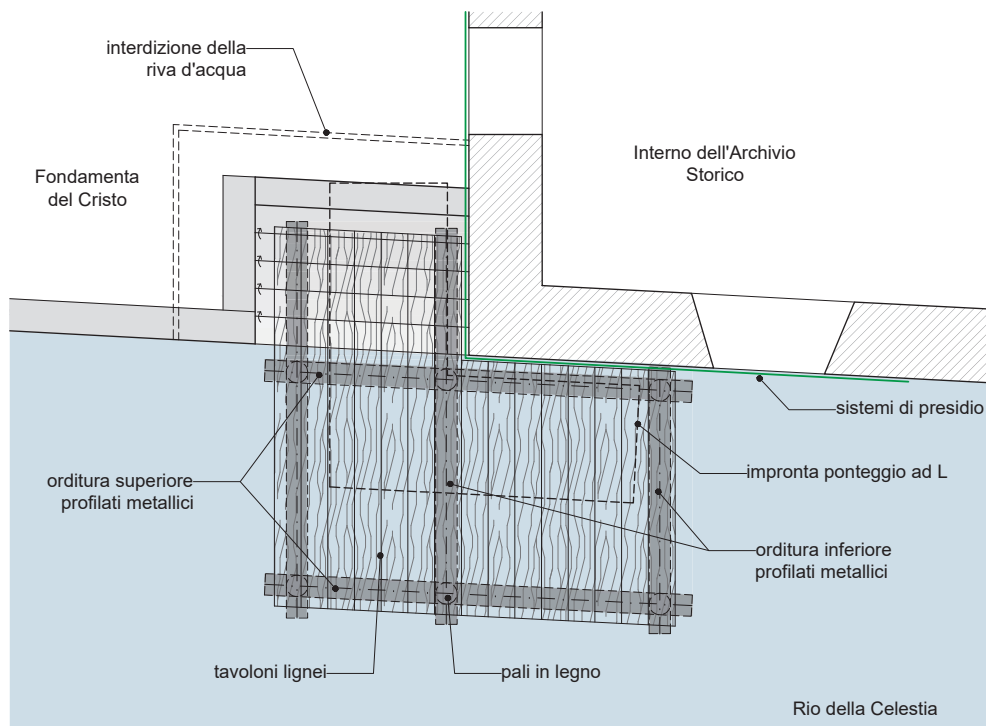 interdizione della
riva d'acqua
Interno dell'Archivio
Storico
Fondamenta
del Cristo
sistemi di presidio
impronta ponteggio ad L
orditura superiore
profilati metallici
orditura inferiore
profilati metallici
tavoloni lignei
pali in legno
Rio della Celestia